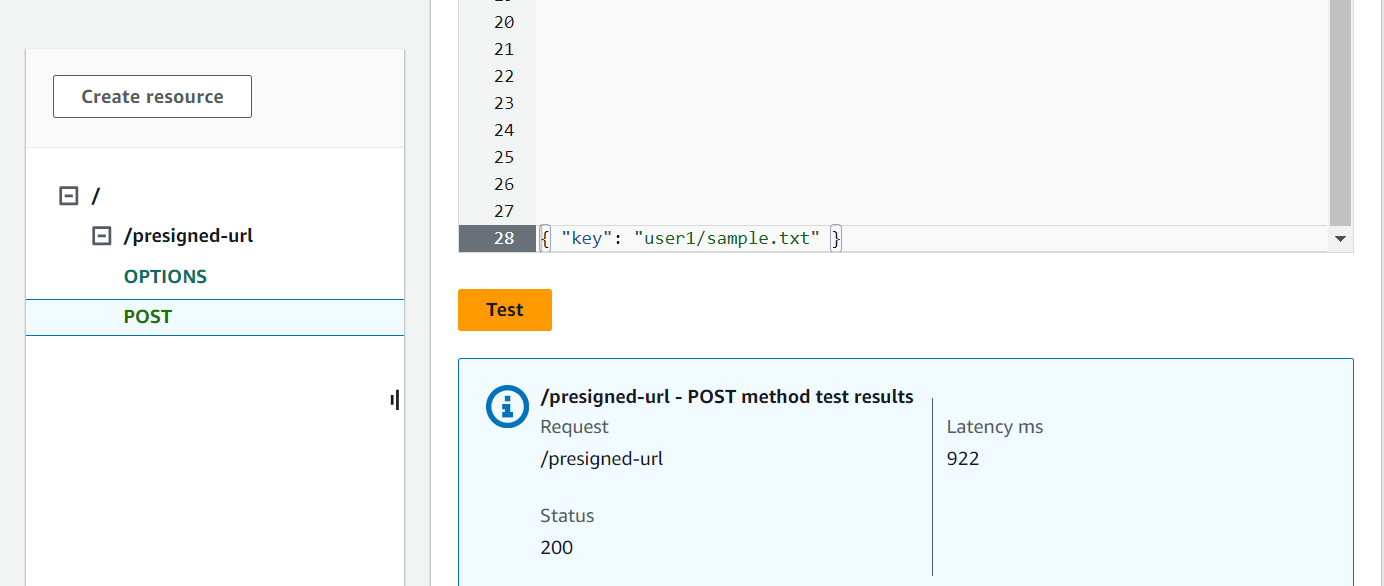 Create resource
/
/presigned-url
OPTIONS
POST
20
21
22
23
24
25
26
27
28 { "key": "user1/sample.txt" }
Test
/presigned-url - POST method test results
Request
/presigned-url
Status
200
Latency ms
922